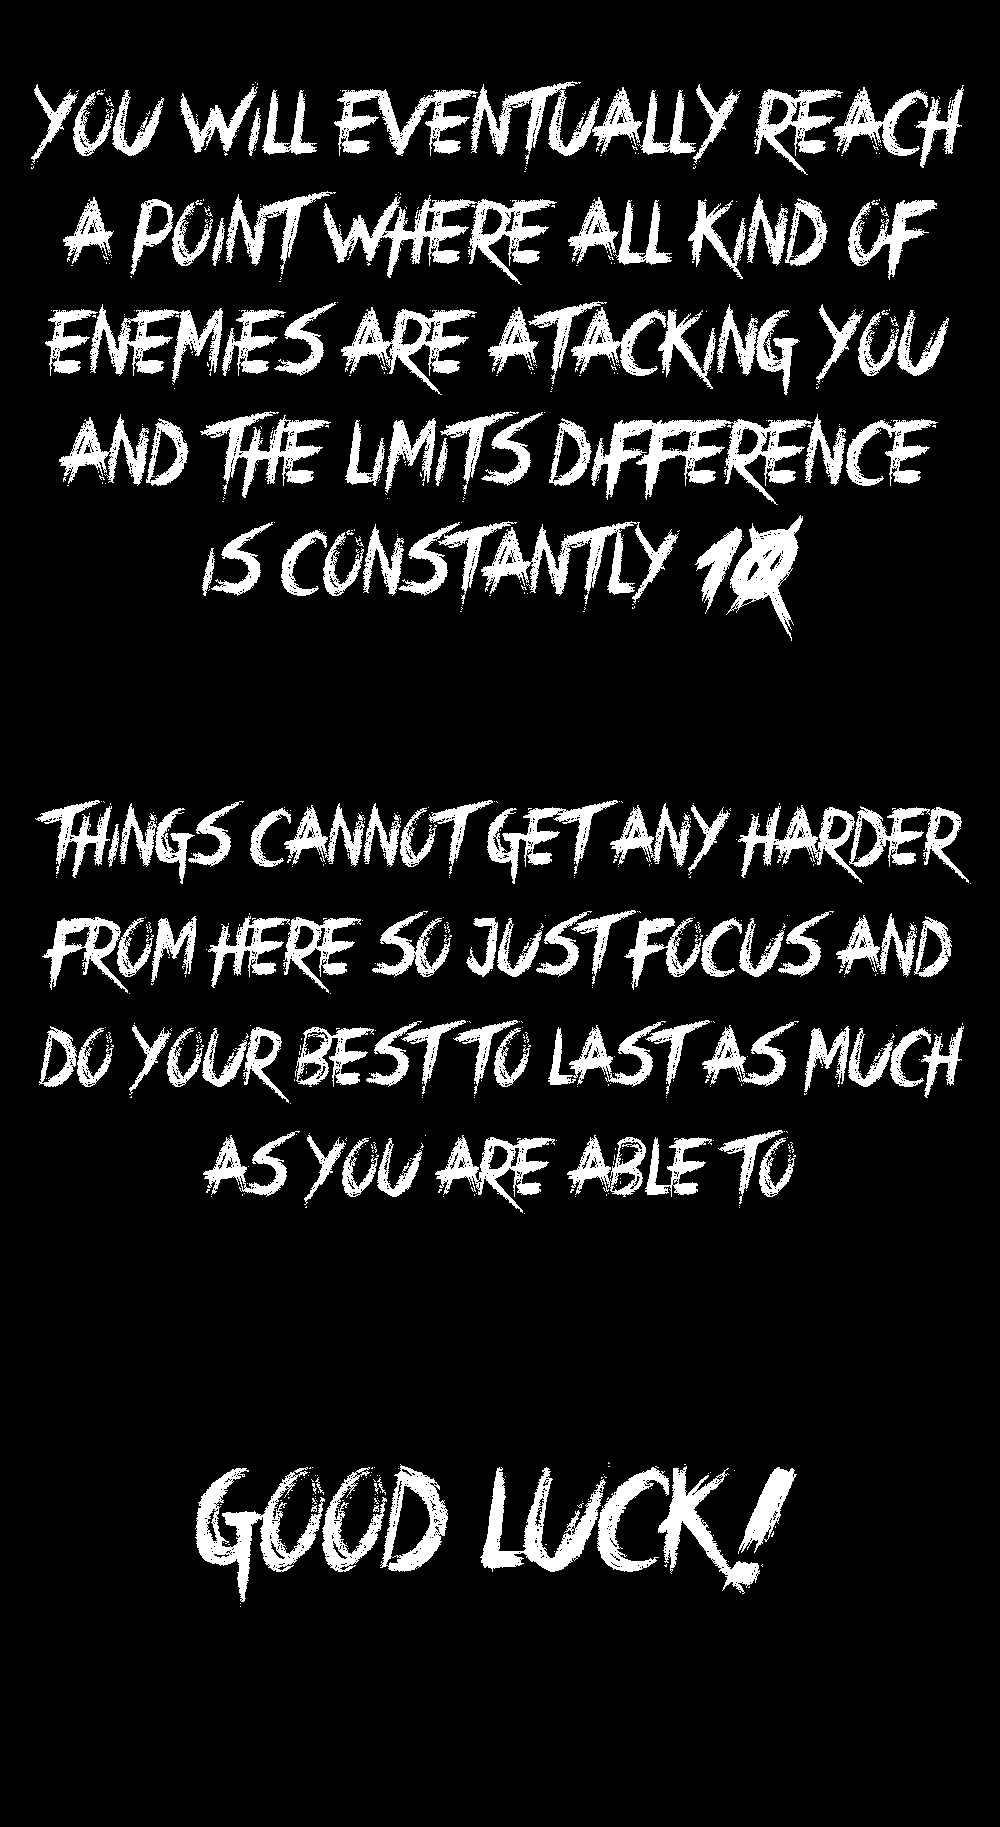 YOU WILL EVENTUALLY REACH
A POINT WHERE ALL KIND OF
ENEMIES ARE ATACKING YOU
AND THE LIMITS DIFFERENCE
IS CONSTANTLY 10
THINGS CANNOT GET ANY HARDER
FROM HERE SO JUST FOCUS AND
DO YOUR BEST TO LAST AS MUCH
AS YOU ARE ABLE TO
GOOD LUCK!